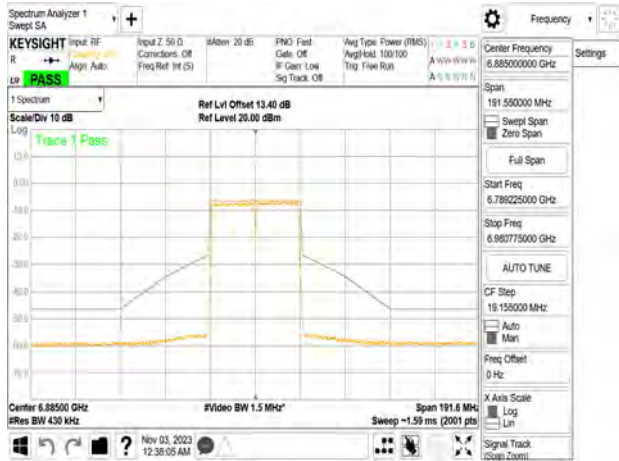 Spectrum Analyzer 1
Swept SA
+
Frequency
KEYSIGHT
R
LXI
PASS
Input: RF
Align: Auto
Input Z: 50 Ω
Corrections: Off
Freq Ref: Int (S)
#Atten: 20 dB
PNO: Fast
Gate: Off
IF Gain: Low
Sig Track: Off
Avg Type: Power (RMS)
Avg|Hold: 100/100
Trig: Free Run
1 2 3 4 5 6
A W W W W W
A N N N N N
1 Spectrum
Scale/Div 10 dB
Ref Lvl Offset 13.40 dB
Ref Level 20.00 dBm
Log
Trace 1 Pass
Center 6.88500 GHz
#Res BW 430 kHz
#Video BW 1.5 MHz*
Span 191.6 MHz
Sweep ~1.59 ms (2001 pts
Nov 03, 2023
12:38:05 AM
?
Center Frequency
6.885000000 GHz
Settings
Span
191.550000 MHz
Swept Span
Zero Span
Full Span
Start Freq
6.789225000 GHz
Stop Freq
6.980775000 GHz
AUTO TUNE
CF Step
19.155000 MHz
Auto
Man
Freq Offset
0 Hz
X Axis Scale
Log
Lin
Signal Track
(Span Zoom)